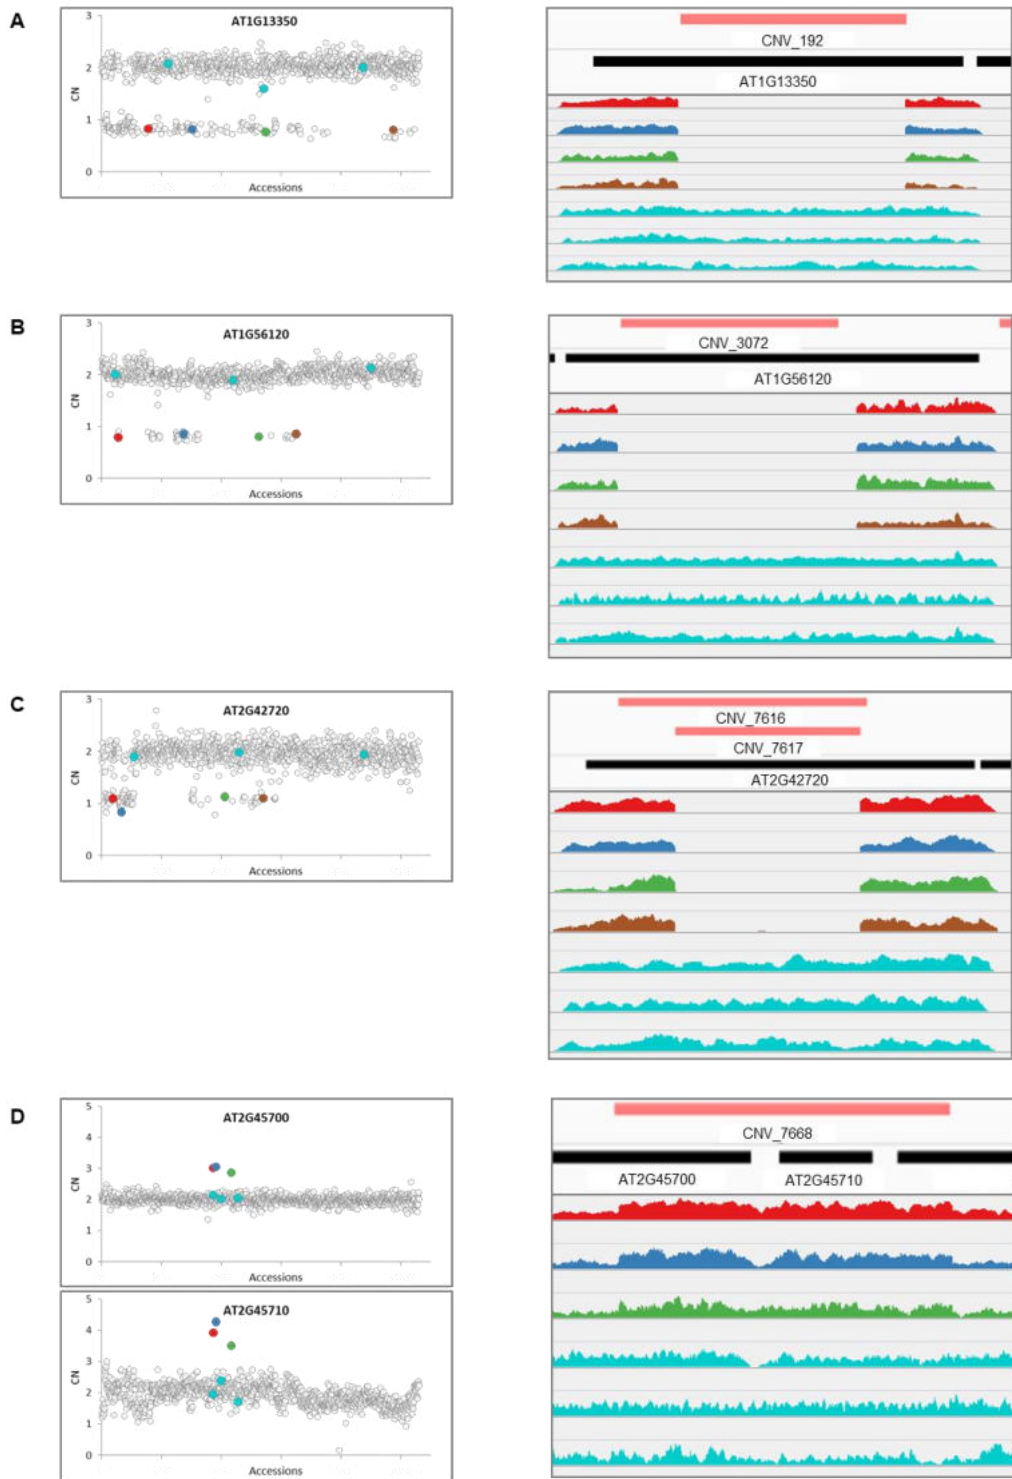 A
AT1G13350
3
2
1
0
CN
Accessions
CNV_192
AT1G13350
B
AT1G56120
3
2
1
0
CN
Accessions
CNV_3072
AT1G56120
C
AT2G42720
3
2
1
0
CN
Accessions
CNV_7616
CNV_7617
AT2G42720
D
AT2G45700
5
4
3
2
1
0
CN
Accessions
AT2G45710
5
4
3
2
1
0
CN
Accessions
CNV_7668
AT2G45700 AT2G45710